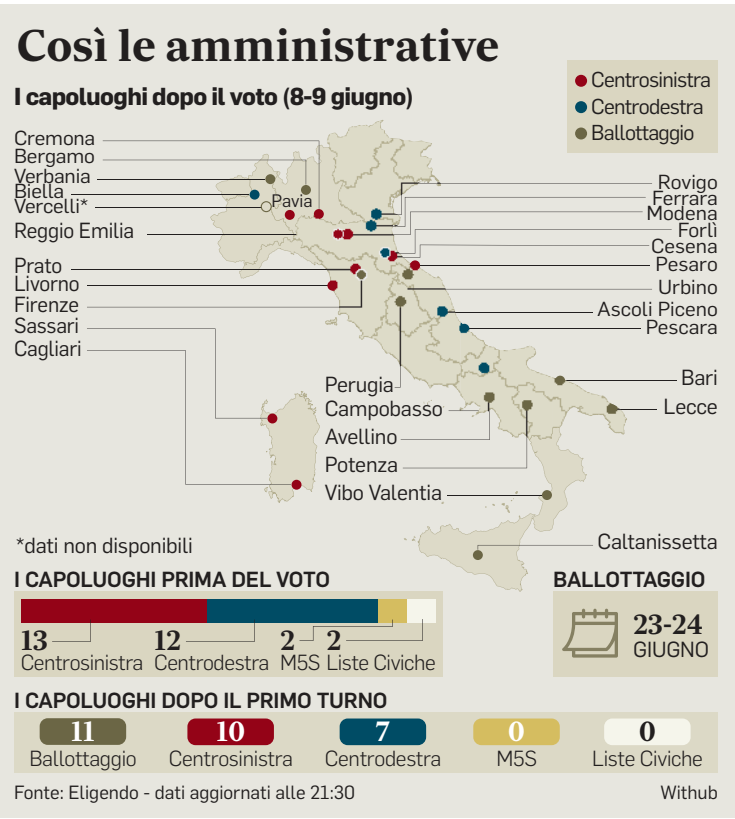 Così le amministrative
I capoluoghi dopo il voto (8-9 giugno)
Centrosinistra
Centrodestra
Ballottaggio
Cremona
Bergamo
Verbania
Biella
Vercelli*
Pavia
Reggio Emilia
Prato
Livorno
Firenze
Sassari
Cagliari
Rovigo
Ferrara
Modena
Forlì
Cesena
Pesaro
Urbino
Ascoli Piceno
Pescara
Bari
Lecce
Perugia
Campobasso
Avellino
Potenza
Vibo Valentia
Caltanissetta
*dati non disponibili
I CAPOLUOGHI PRIMA DEL VOTO
13 12 2 2
Centrosinistra Centrodestra M5S Liste Civiche
BALLOTTAGGIO
23-24
GIUGNO
I CAPOLUOGHI DOPO IL PRIMO TURNO
11 10 7 0 0
Ballottaggio Centrosinistra Centrodestra M5S Liste Civiche
Fonte: Eligendo - dati aggiornati alle 21:30
Withub